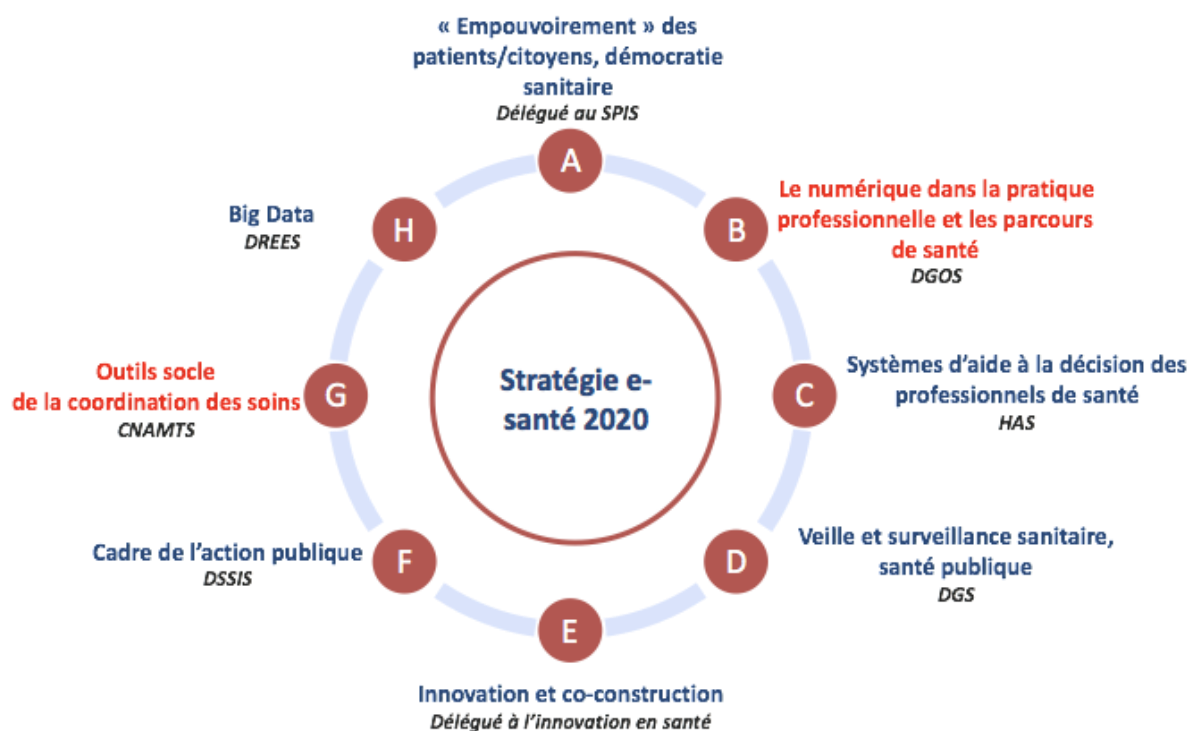 « Empouvoirement » des
patients/citoyens, démocratie
sanitaire
Délégué au SPIS
A
Le numérique dans la pratique
professionnelle et les parcours
de santé
DGOS
B
Systèmes d'aide à la décision des
professionnels de santé
HAS
C
Veille et surveillance sanitaire,
santé publique
DGS
D
Innovation et co-construction
Délégué à l'innovation en santé
E
Cadre de l'action publique
DSSIS
F
Outils socle
de la coordination des soins
CNAMTS
G
Big Data
DREES
H
Stratégie e-
santé 2020